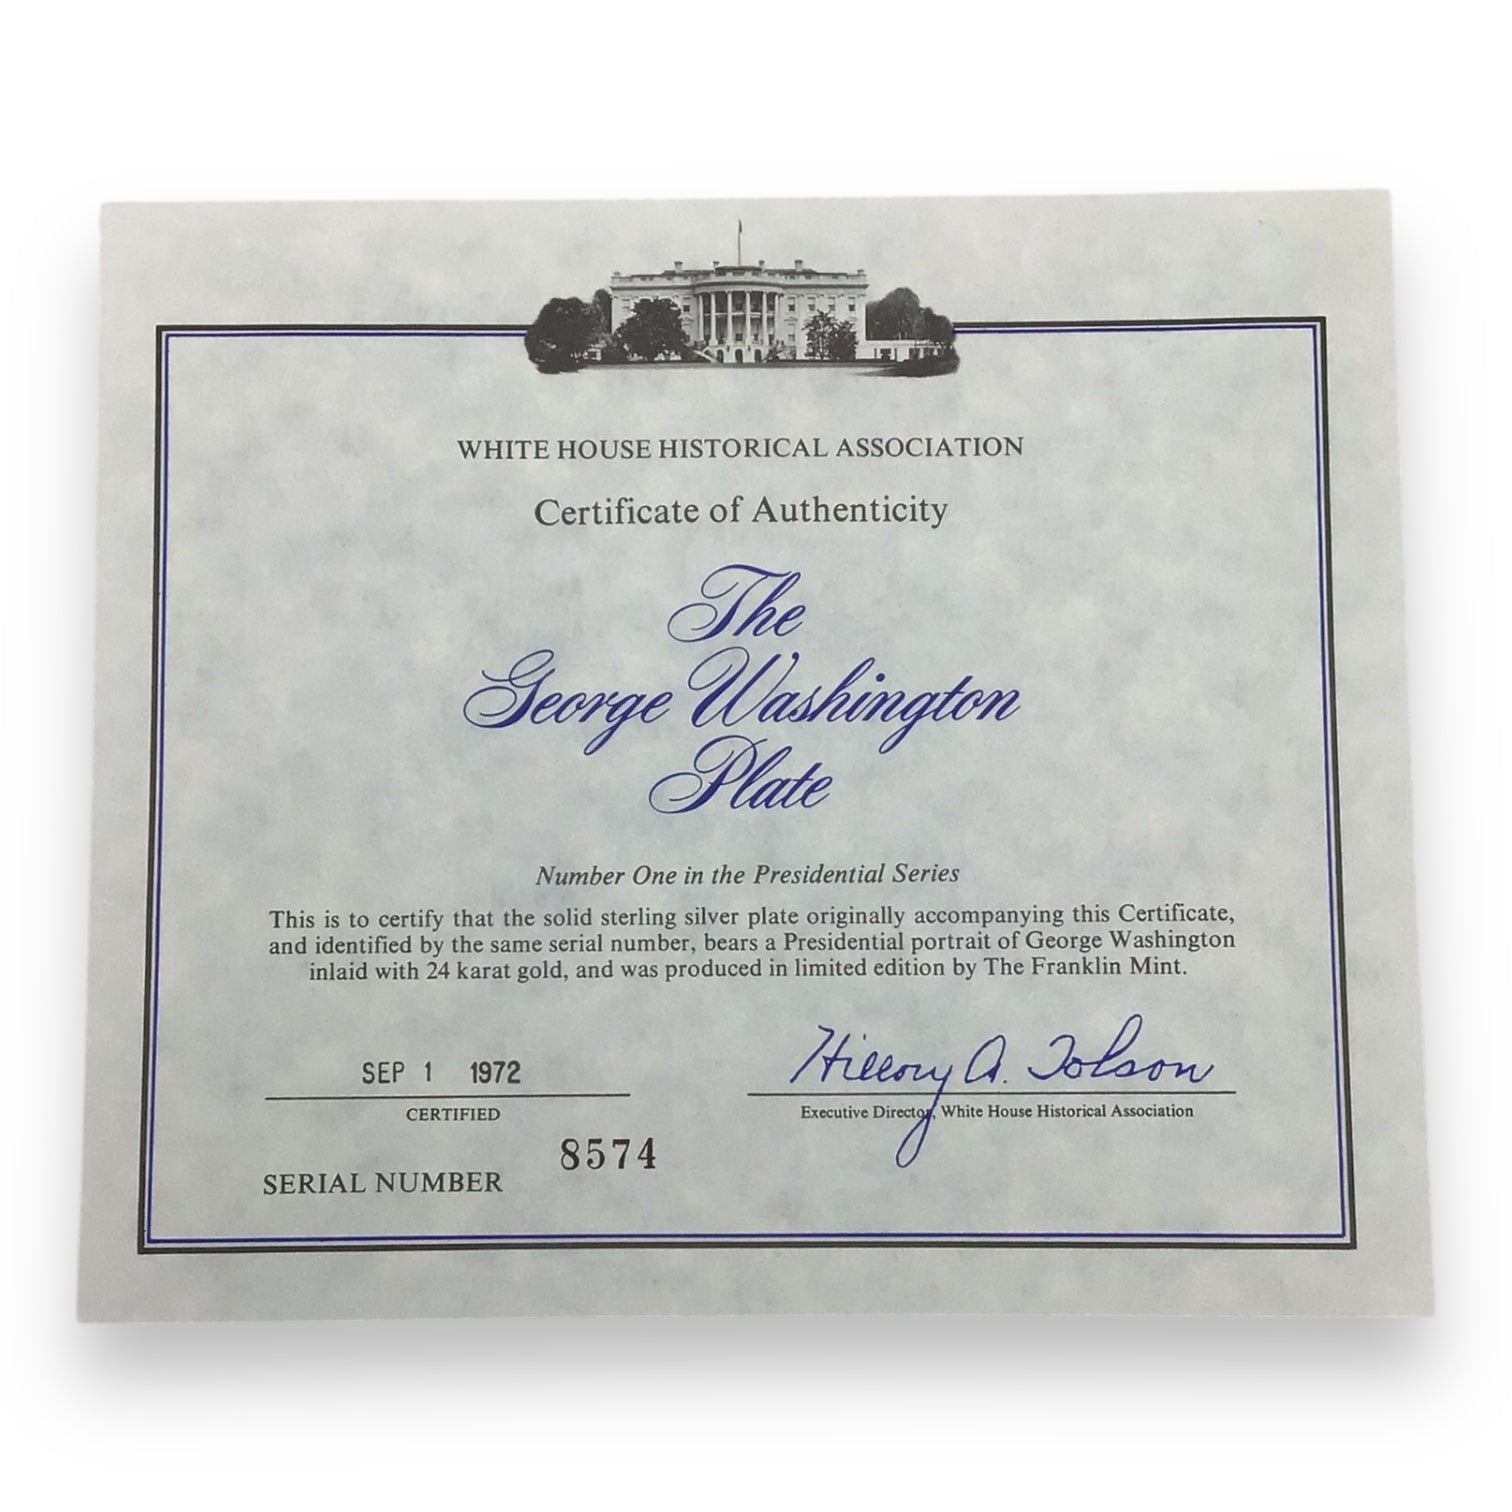 WHITE HOUSE HISTORICAL ASSOCIATION
Certificate of Authenticity
The
George Washington
Plate
Number One in the Presidential Series
This is to certify that the solid sterling silver plate originally accompanying this Certificate,
and identified by the same serial number, bears a Presidential portrait of George Washington
inlaid with 24 karat gold, and was produced in limited edition by The Franklin Mint.
SEP 1 1972
CERTIFIED
Hillory A. Tolson
Executive Director, White House Historical Association
SERIAL NUMBER 8574